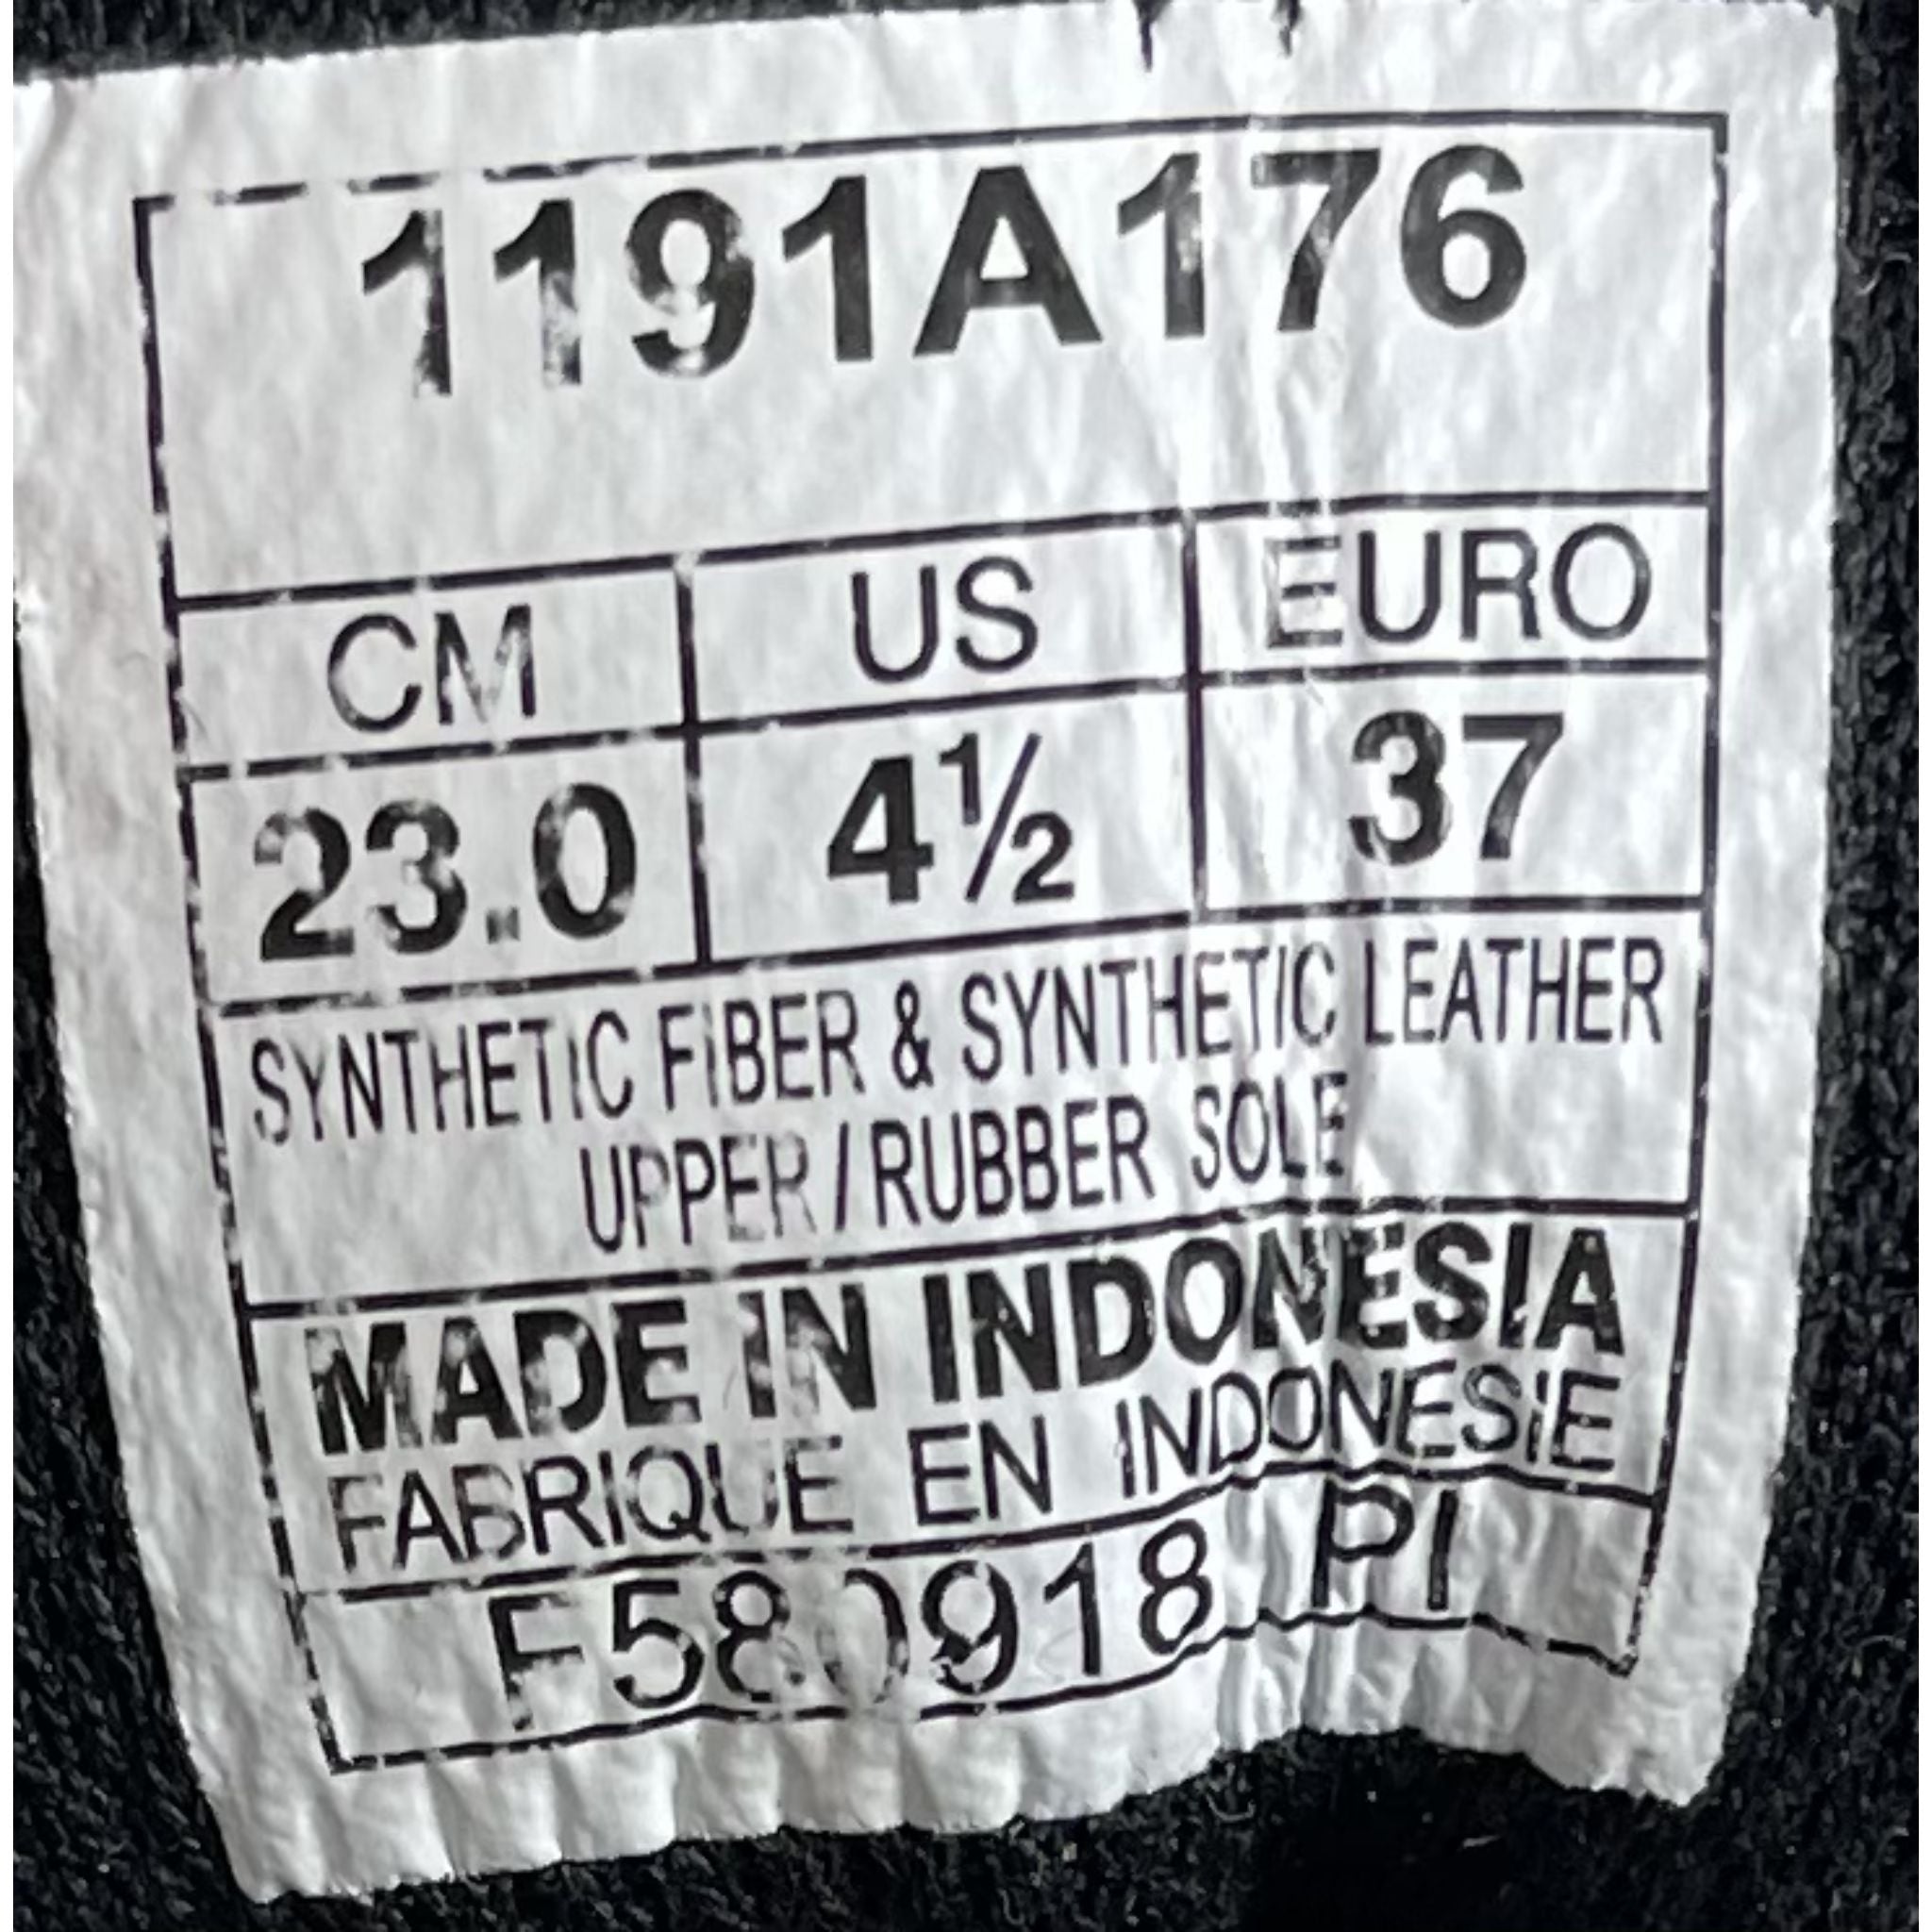 1191A176
CM US EURO
23.0 4½ 37
SYNTHETIC FIBER & SYNTHETIC LEATHER
UPPER/RUBBER SOLE
MADE IN INDONESIA
FABRIQUE EN INDONESIE
F580918 PI